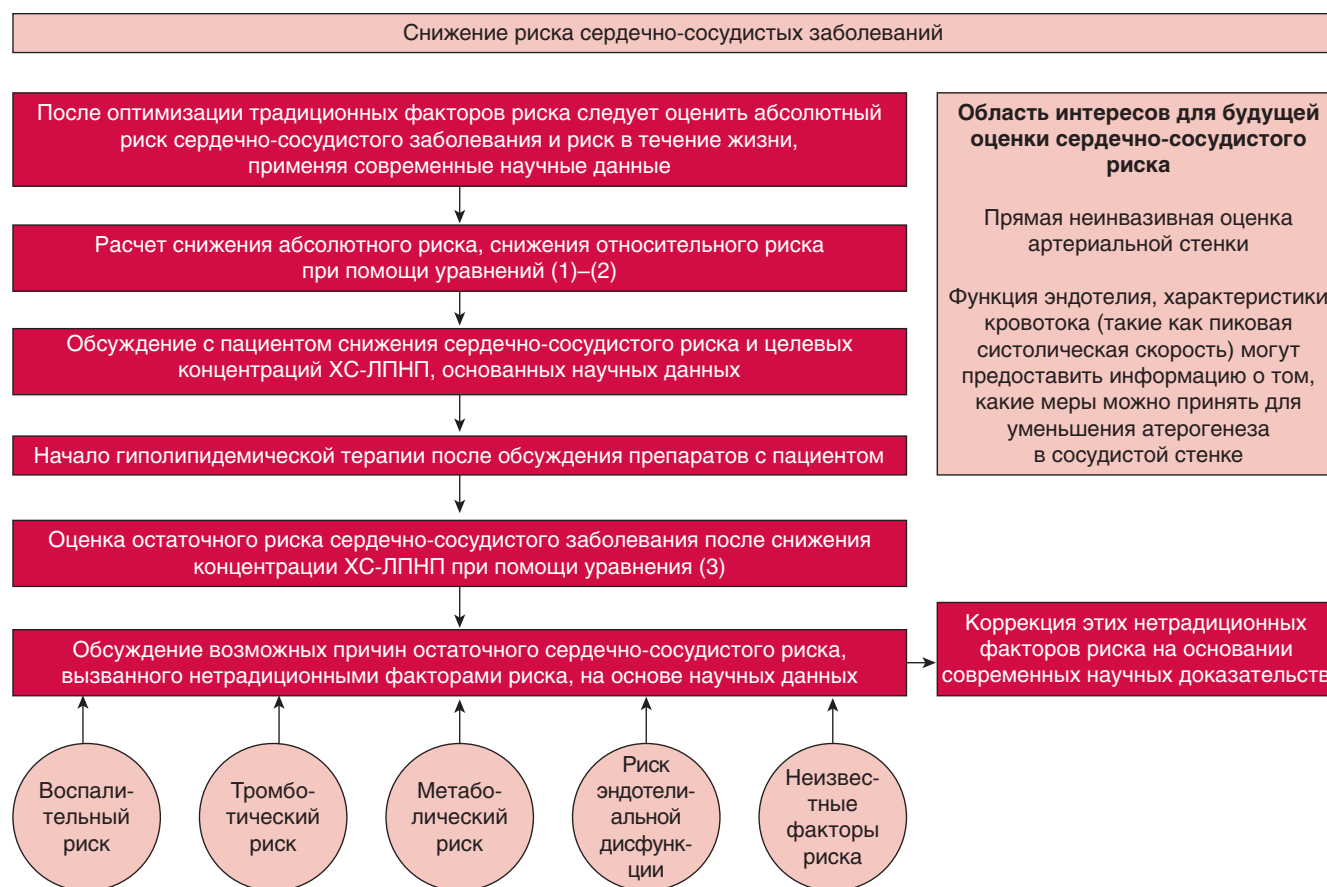 Снижение риска сердечно-сосудистых заболеваний
После оптимизации традиционных факторов риска следует оценить абсолютный
риск сердечно-сосудистого заболевания и риск в течение жизни,
применяя современные научные данные
Расчет снижения абсолютного риска, снижения относительного риска
при помощи уравнений (1)–(2)
Обсуждение с пациентом снижения сердечно-сосудистого риска и целевых
концентраций ХС-ЛПНП, основанных научных данных
Начало гиполипидемической терапии после обсуждения препаратов с пациентом
Оценка остаточного риска сердечно-сосудистого заболевания после снижения
концентрации ХС-ЛПНП при помощи уравнения (3)
Обсуждение возможных причин остаточного сердечно-сосудистого риска,
вызванного нетрадиционными факторами риска, на основе научных данных
Область интересов для будущей
оценки сердечно-сосудистого
риска
Прямая неинвазивная оценка
артериальной стенки
Функция эндотелия, характеристики
кровотока (такие как пиковая
систолическая скорость) могут
предоставить информацию о том,
какие меры можно принять для
уменьшения атерогенеза
в сосудистой стенке
Коррекция этих нетрадиционных
факторов риска на основании
современных научных доказательств
Воспали-
тельный
риск
Тромбо-
тический
риск
Метабо-
лический
риск
Риск
эндотели-
альной
дисфунк-
ции
Неизвес-
тные
факторы
риска